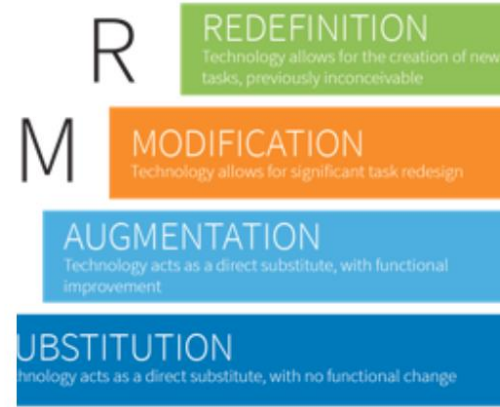 R
REDEFINITION
Technology allows for the creation of new
tasks, previously inconceivable
M
MODIFICATION
Technology allows for significant task redesign
AUGMENTATION
Technology acts as a direct substitute, with functional
improvement
UBSTITUTION
hnology acts as a direct substitute, with no functional change